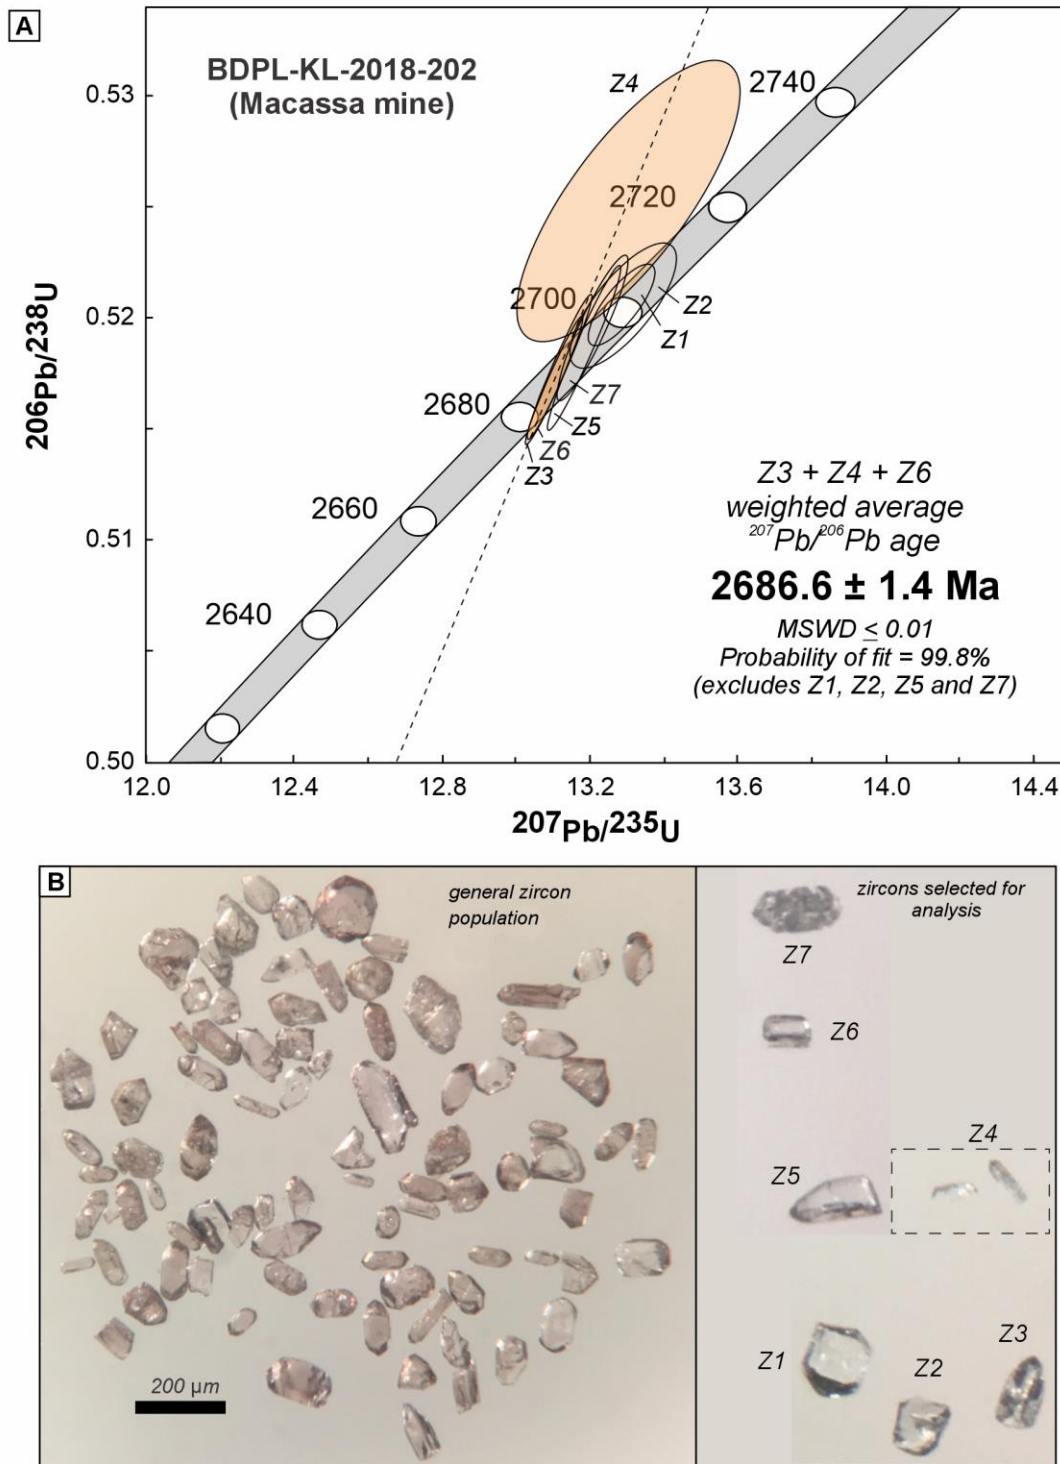 A
BDPL-KL-2018-202
(Macassa mine)
Z4
2740
2720
2700
Z2
Z1
Z7
Z5
Z6
Z3
2680
2660
2640
0.53
0.52
0.51
0.50
206Pb/238U
Z3 + Z4 + Z6
weighted average
207Pb/206Pb age
2686.6 ± 1.4 Ma
MSWD ≤ 0.01
Probability of fit = 99.8%
(excludes Z1, Z2, Z5 and Z7)
12.0 12.4 12.8 13.2 13.6 14.0 14.4
207Pb/235U
B
general zircon
population
200 µm
zircons selected for
analysis
Z7
Z6
Z4
Z5
Z3
Z1
Z2